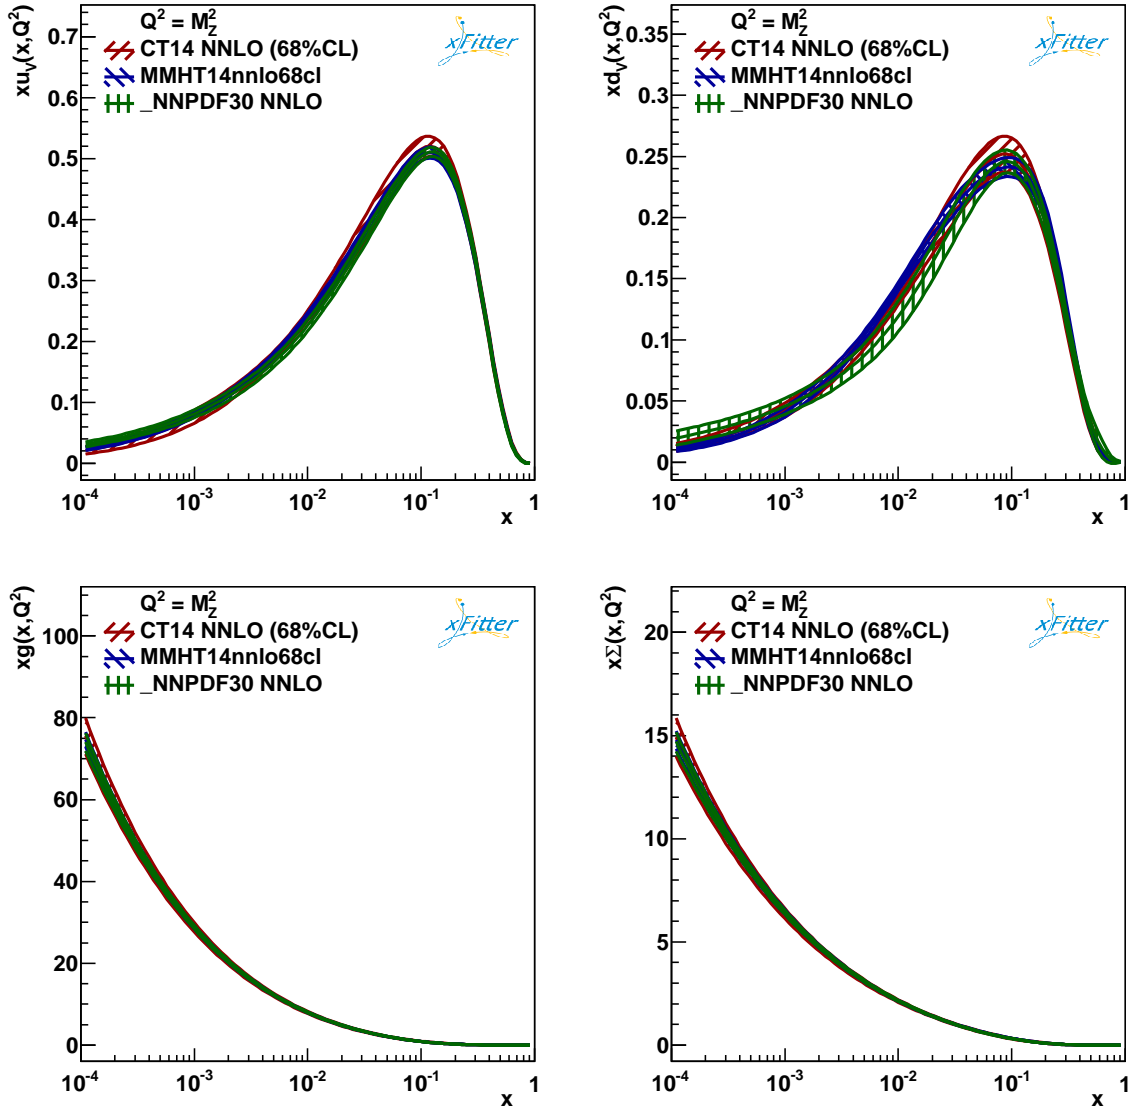 xu_V(x,Q²)
Q² = M_Z²
CT14 NNLO (68%CL)
MMHT14nnlo68cl
_NNPDF30 NNLO
xFitter
0.7
0.6
0.5
0.4
0.3
0.2
0.1
0
10⁻⁴ 10⁻³ 10⁻² 10⁻¹ 1
x
xd_V(x,Q²)
Q² = M_Z²
CT14 NNLO (68%CL)
MMHT14nnlo68cl
_NNPDF30 NNLO
xFitter
0.35
0.3
0.25
0.2
0.15
0.1
0.05
0
10⁻⁴ 10⁻³ 10⁻² 10⁻¹ 1
x
xg(x,Q²)
Q² = M_Z²
CT14 NNLO (68%CL)
MMHT14nnlo68cl
_NNPDF30 NNLO
xFitter
100
80
60
40
20
0
10⁻⁴ 10⁻³ 10⁻² 10⁻¹ 1
x
xΣ(x,Q²)
Q² = M_Z²
CT14 NNLO (68%CL)
MMHT14nnlo68cl
_NNPDF30 NNLO
xFitter
20
15
10
5
0
10⁻⁴ 10⁻³ 10⁻² 10⁻¹ 1
x